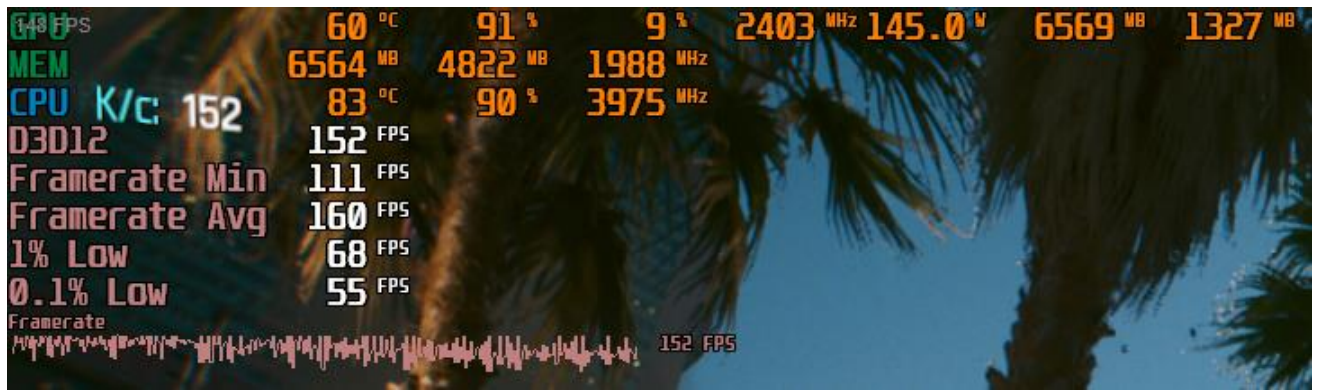 148 FPS
GPU 60 °C 91 % 9 % 2403 MHz 145.0 W 6569 MB 1327 MB
MEM 6564 MB 4822 MB 1988 MHz
CPU 83 °C 90 % 3975 MHz
К/с: 152
D3D12 152 FPS
Framerate Min 111 FPS
Framerate Avg 160 FPS
1% Low 68 FPS
0.1% Low 55 FPS
Framerate
152 FPS